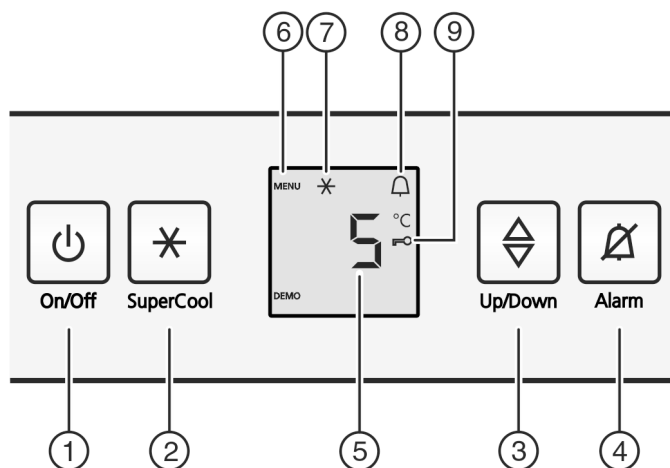 6 7 8 9
MENU
°C
5
DEMO
On/Off SuperCool Up/Down Alarm
1 2 5 3 4